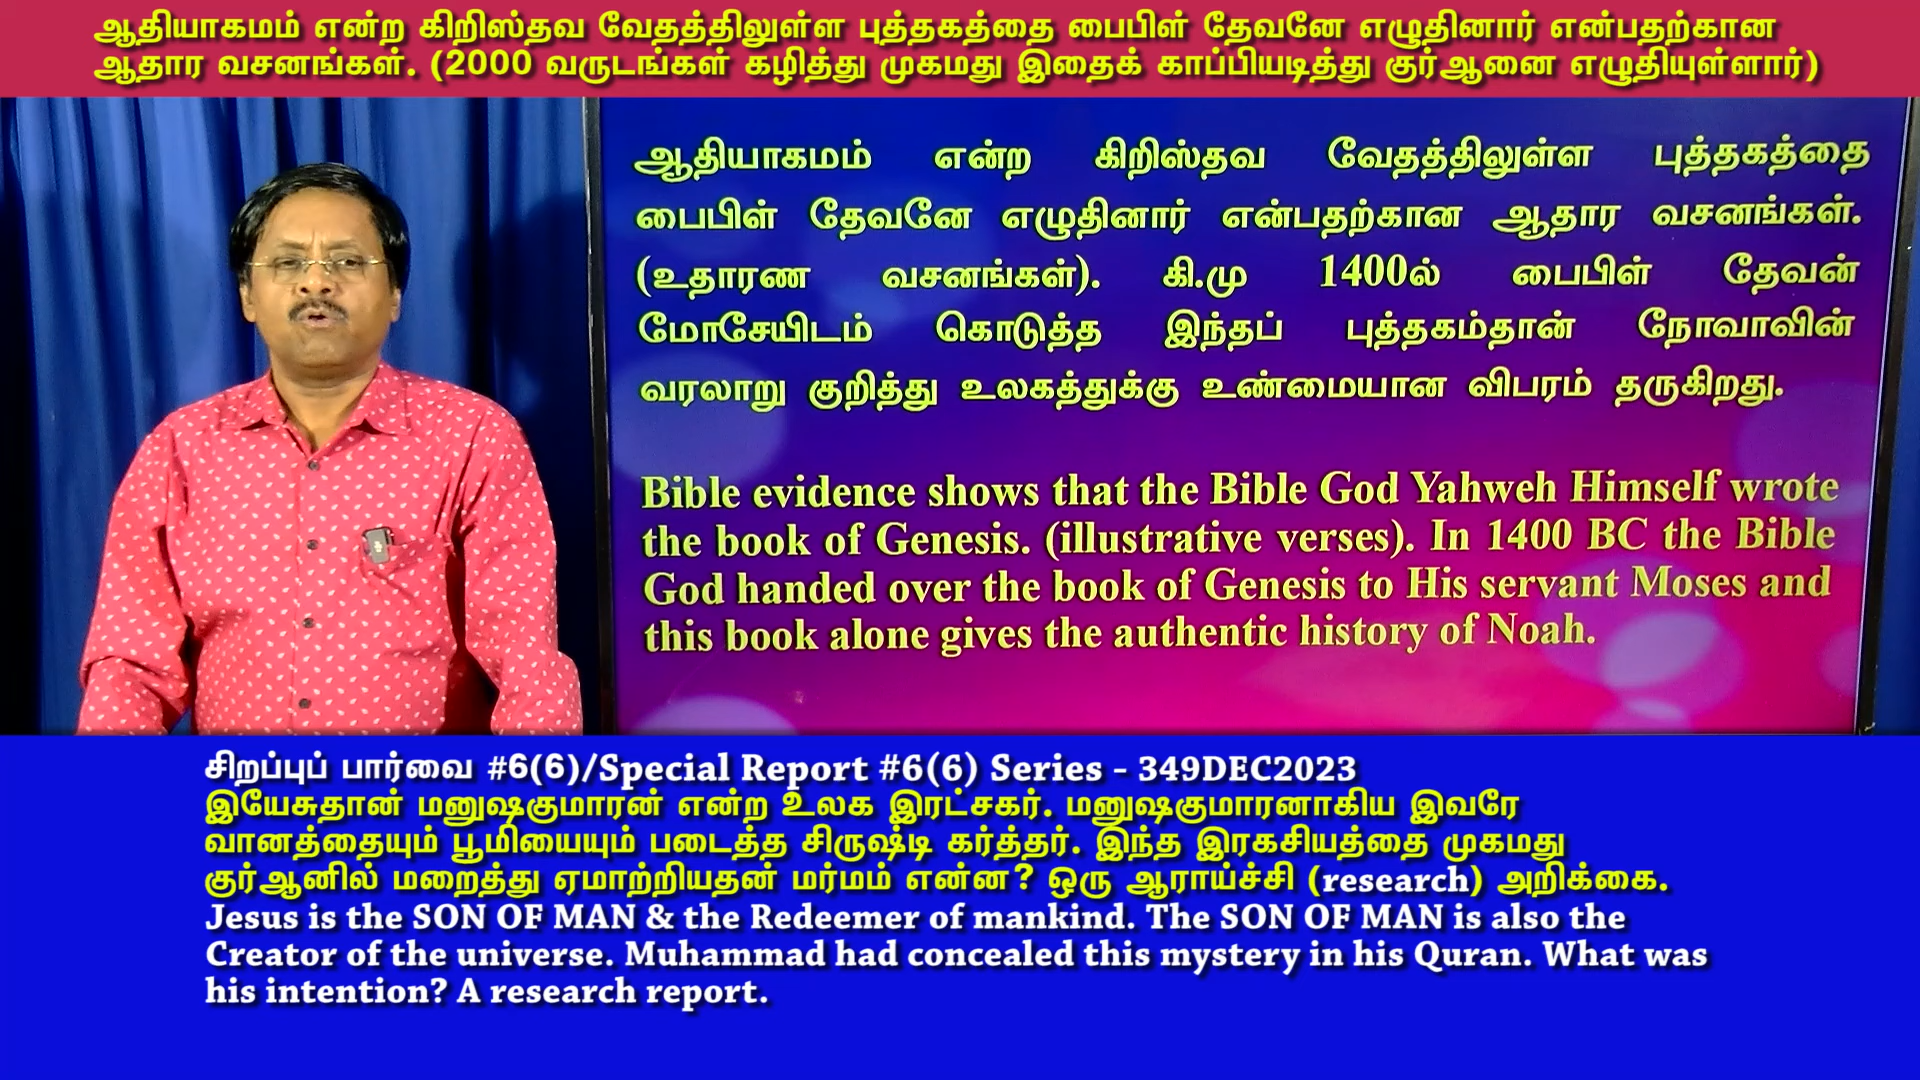 ஆதியாகமம் என்ற கிறிஸ்தவ வேதத்திலுள்ள புத்தகத்தை பைபிள் தேவனே எழுதினார் என்பதற்கான
ஆதார வசனங்கள். (2000 வருடங்கள் கழித்து முகமது இதைக் காப்பியடித்து குர்ஆனை எழுதியுள்ளார்)
ஆதியாகமம் என்ற கிறிஸ்தவ வேதத்திலுள்ள புத்தகத்தை
பைபிள் தேவனே எழுதினார் என்பதற்கான ஆதார வசனங்கள்.
(உதாரண வசனங்கள்). கி.மு 1400ல் பைபிள் தேவன்
மோசேயிடம் கொடுத்த இந்தப் புத்தகம்தான் நோவாவின்
வரலாறு குறித்து உலகத்துக்கு உண்மையான விபரம் தருகிறது.
Bible evidence shows that the Bible God Yahweh Himself wrote
the book of Genesis. (illustrative verses). In 1400 BC the Bible
God handed over the book of Genesis to His servant Moses and
this book alone gives the authentic history of Noah.
சிறப்புப் பார்வை #6(6)/Special Report #6(6) Series - 349DEC2023
இயேசுதான் மனுஷகுமாரன் என்ற உலக இரட்சகர். மனுஷகுமாரனாகிய இவரே
வானத்தையும் பூமியையும் படைத்த சிருஷ்டி கர்த்தர். இந்த இரகசியத்தை முகமது
குர்ஆனில் மறைத்து ஏமாற்றியதன் மர்மம் என்ன? ஒரு ஆராய்ச்சி (research) அறிக்கை.
Jesus is the SON OF MAN & the Redeemer of mankind. The SON OF MAN is also the
Creator of the universe. Muhammad had concealed this mystery in his Quran. What was
his intention? A research report.